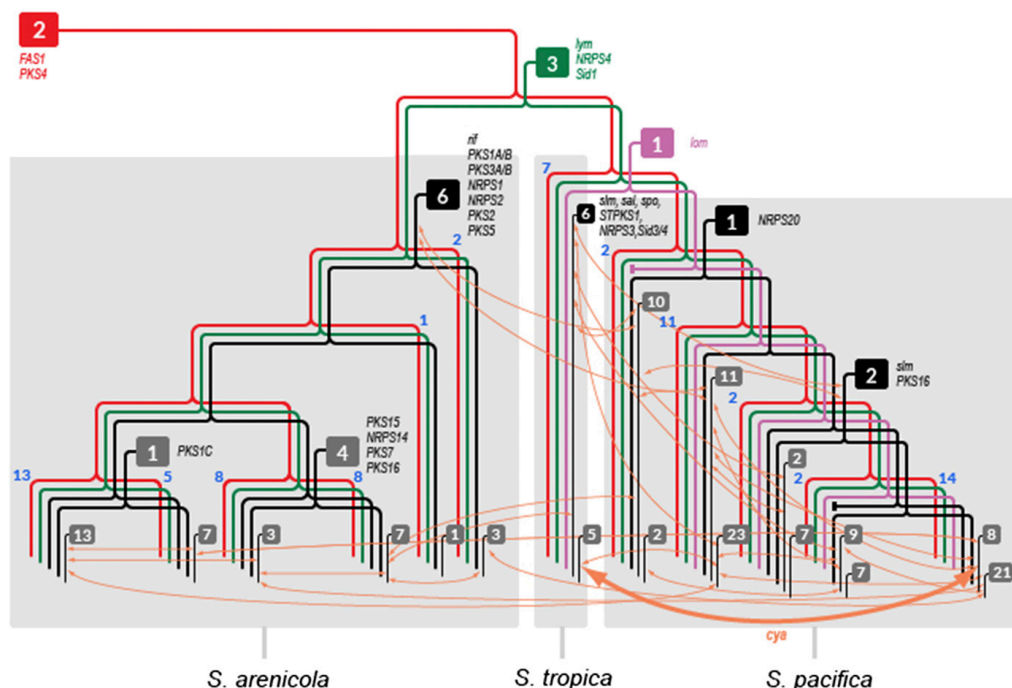 2
FAS1
PKS4
3
lym
NRPS4
Sid1
1
lom
rif
PKS1A/B
PKS3A/B
NRPS1
NRPS2
PKS2
PKS5
6
7
6
slm, sal, spo,
STPKS1,
NRPS3,Sid3/4
1
NRPS20
2
2
1
10
11
11
2
slm
PKS16
2
1
PKS1C
4
PKS15
NRPS14
PKS7
PKS16
2
13
5
8
8
2
14
13
7
3
7
1
3
5
2
23
7
9
8
7
21
cya
S. arenicola
S. tropica
S. pacifica